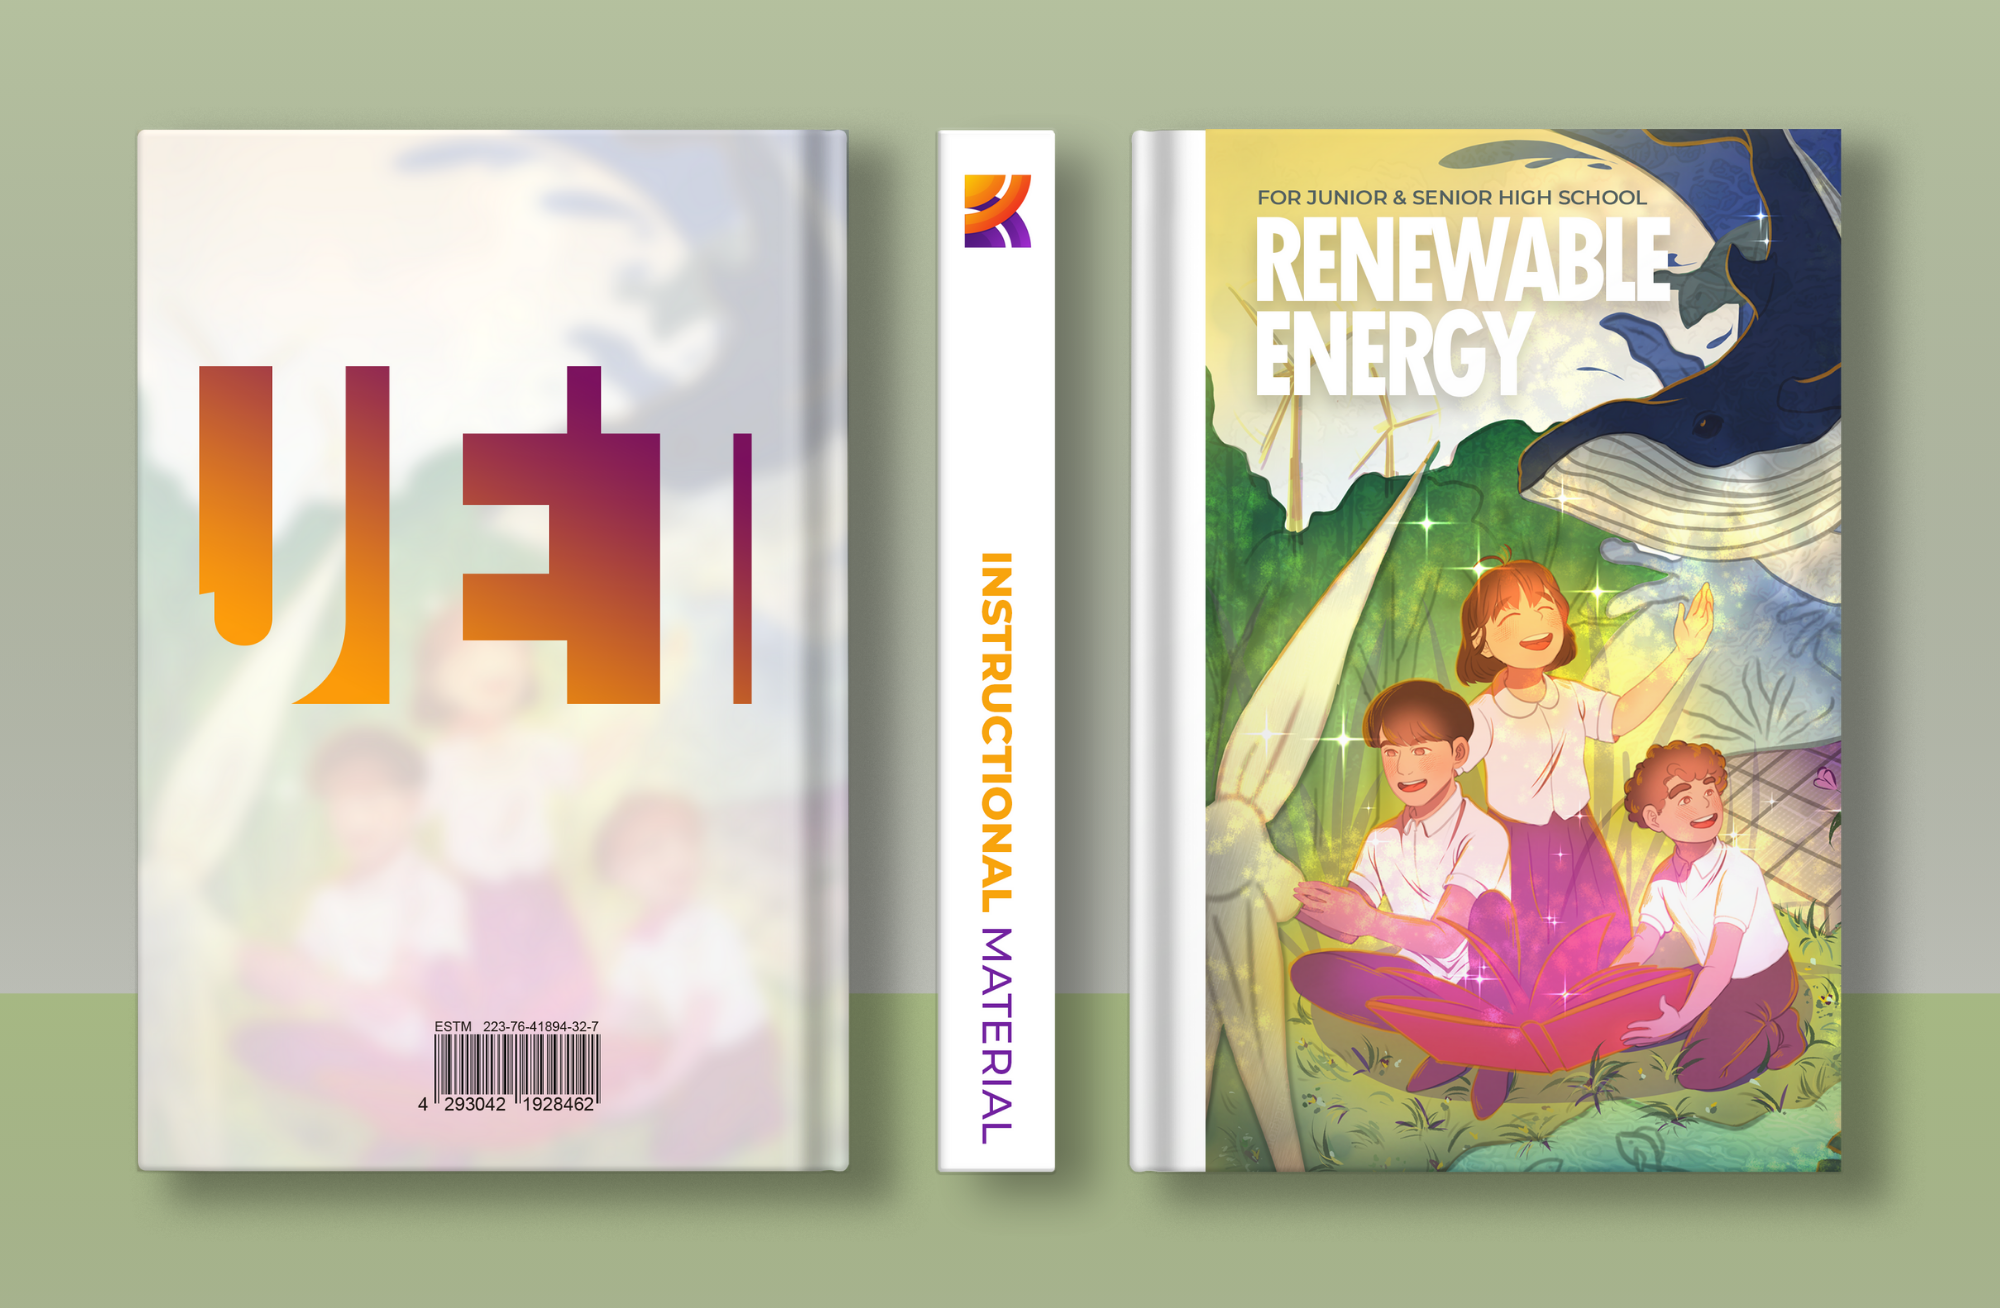 ESTM 223-76-41894-32-7
4 293042 1928462
INSTRUCTIONAL MATERIAL
FOR JUNIOR & SENIOR HIGH SCHOOL
RENEWABLE
ENERGY